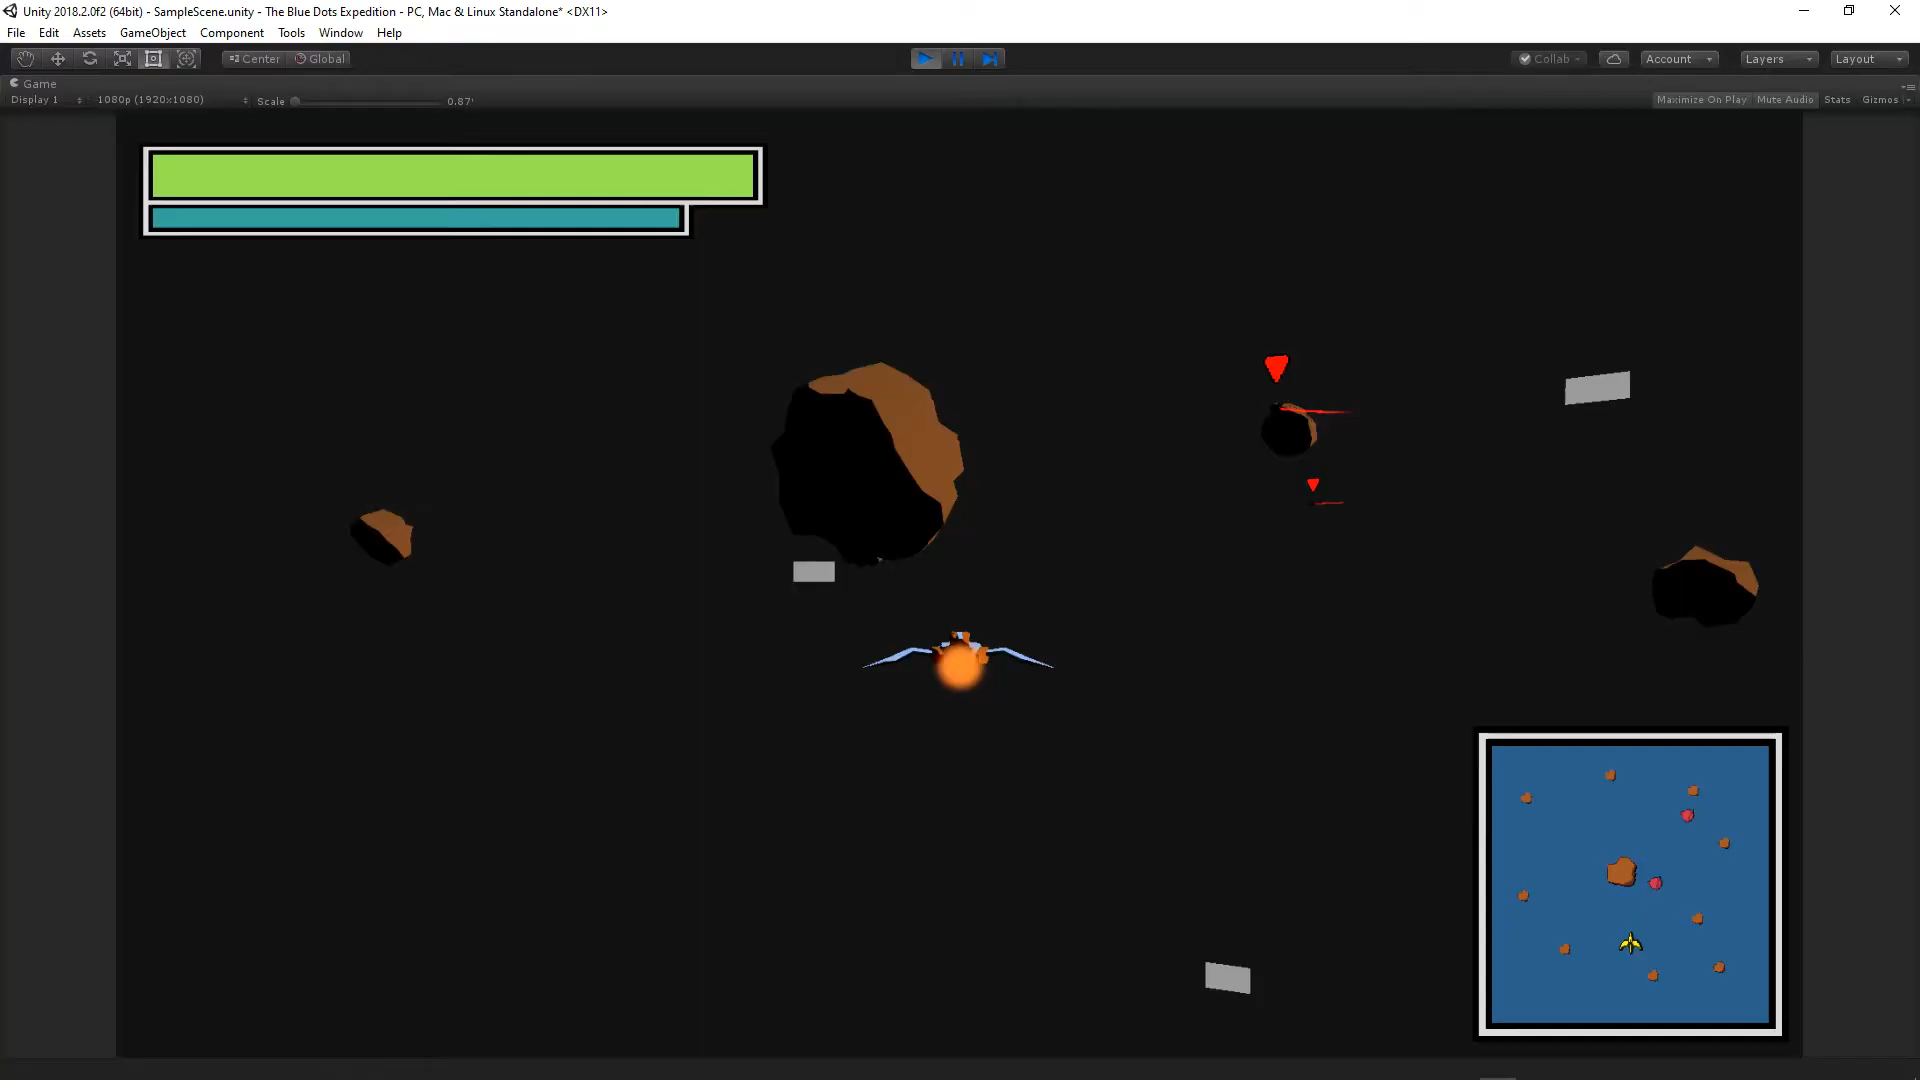 Unity 2018.2.0f2 (64bit) - SampleScene.unity - The Blue Dots Expedition - PC, Mac & Linux Standalone* <DX11>
File Edit Assets GameObject Component Tools Window Help
Center Global Collab Account Layers Layout
Game
Display 1 1080p (1920x1080) Scale 0.87 Maximize On Play Mute Audio Stats Gizmos